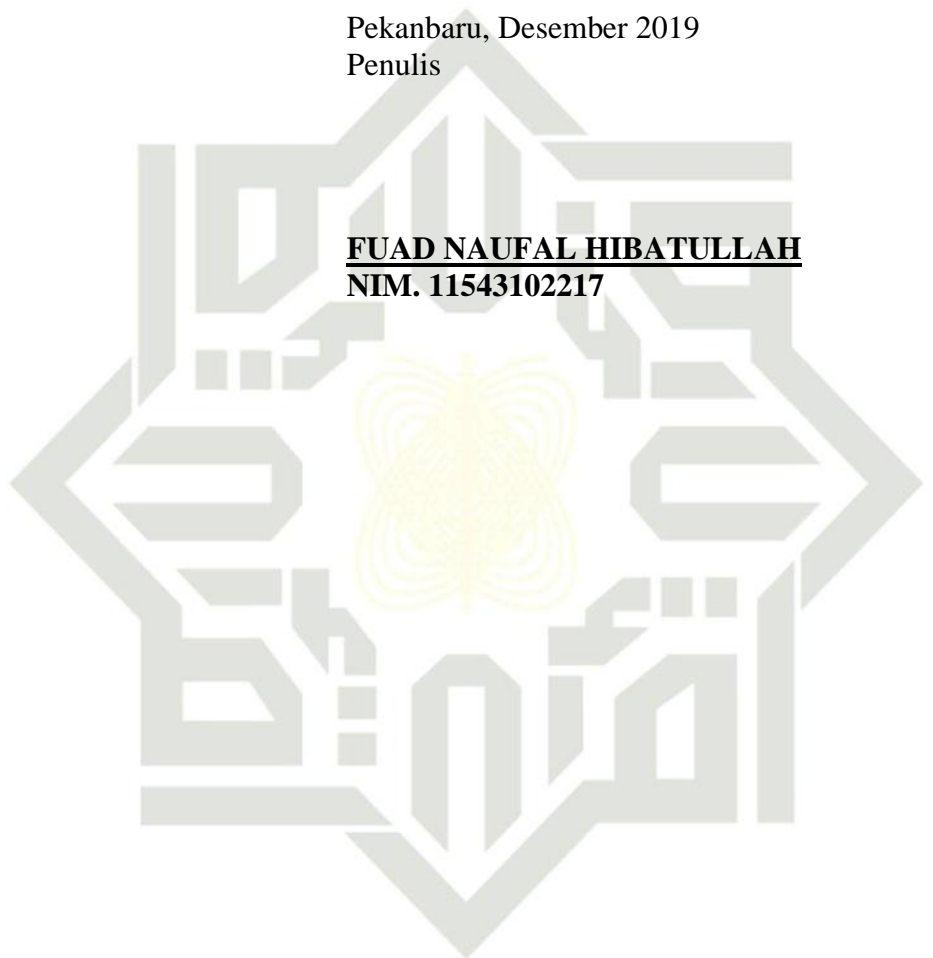 Pekanbaru, Desember 2019
Penulis
FUAD NAUFAL HIBATULLAH
NIM. 11543102217